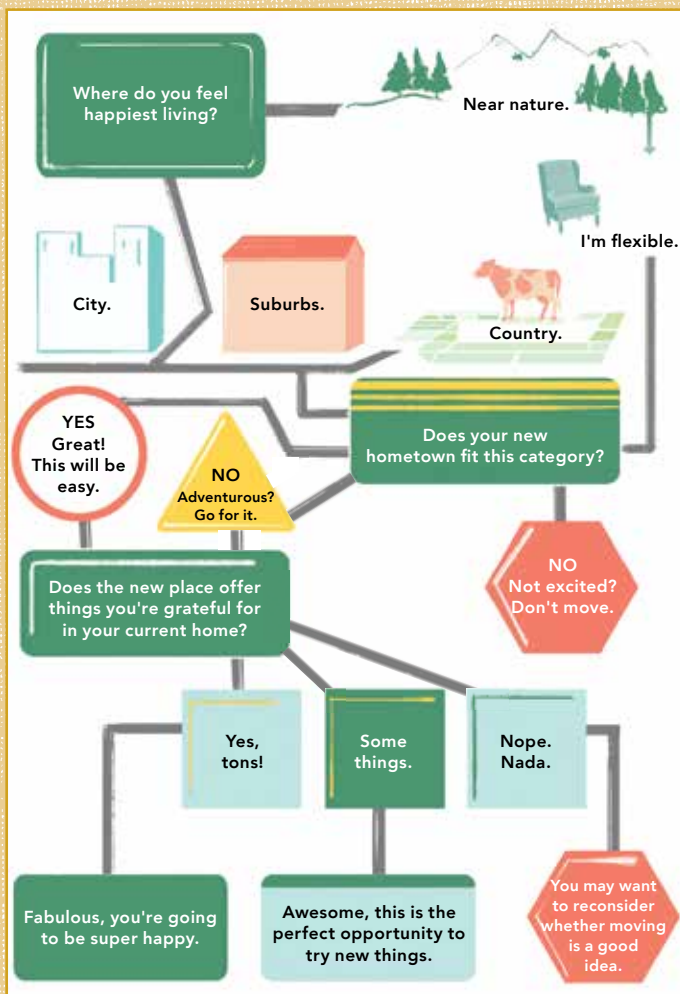 Where do you feel
happiest living?
Near nature.
I'm flexible.
City.
Suburbs.
Country.
YES
Great!
This will be
easy.
NO
Adventurous?
Go for it.
Does your new
hometown fit this category?
NO
Not excited?
Don't move.
Does the new place offer
things you're grateful for
in your current home?
Yes,
tons!
Some
things.
Nope.
Nada.
Fabulous, you're going
to be super happy.
Awesome, this is the
perfect opportunity to
try new things.
You may want
to reconsider
whether moving
is a good
idea.